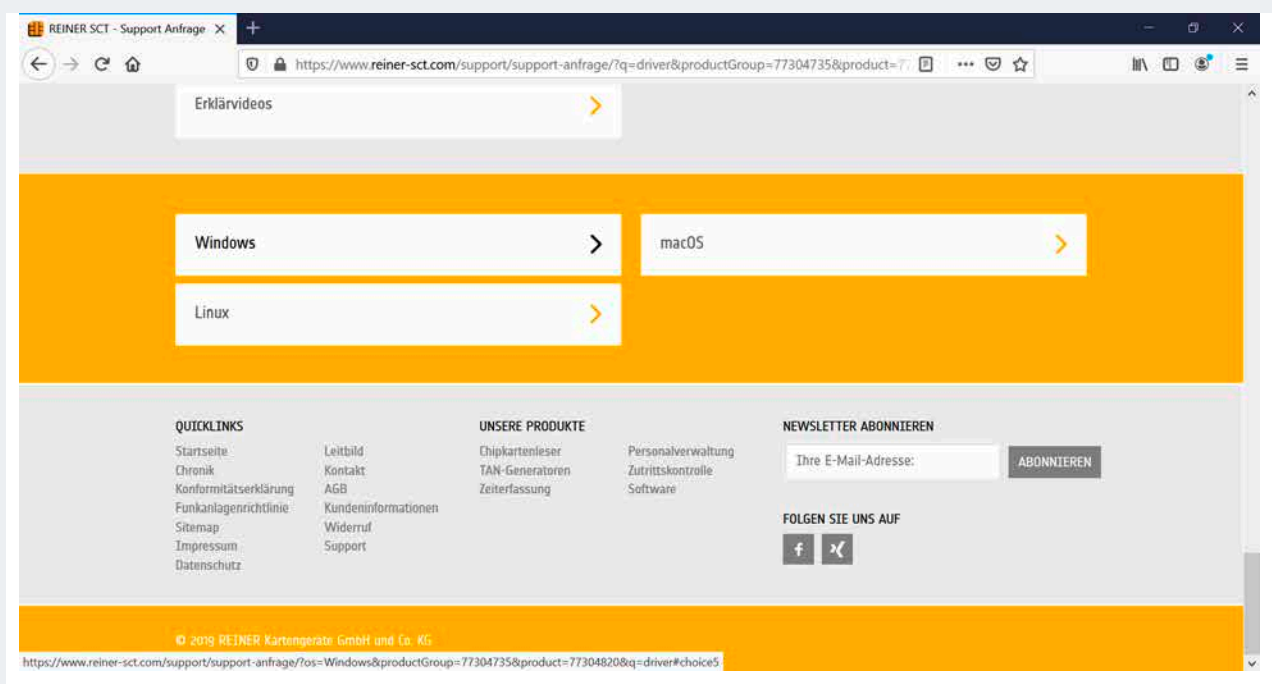 REINER SCT - Support Anfrage
https://www.reiner-sct.com/support/support-anfrage/?q=driver&productGroup=77304735&product=7
Erklärvideos
Windows
macOS
Linux
QUICKLINKS
Startseite
Chronik
Konformitätserklärung
Funkanlagenrichtlinie
Sitemap
Impressum
Datenschutz
Leitbild
Kontakt
AGB
Kundeninformationen
Widerruf
Support
UNSERE PRODUKTE
Chipkartenleser
TAN-Generatoren
Zeiterfassung
Personalverwaltung
Zutrittskontrolle
Software
NEWSLETTER ABONNIEREN
Ihre E-Mail-Adresse:
ABONNIEREN
FOLGEN SIE UNS AUF
© 2019 REINER Kartengeräte GmbH und Co. KG
https://www.reiner-sct.com/support/support-anfrage/?os=Windows&productGroup=77304735&product=77304820&q=driver#choice5